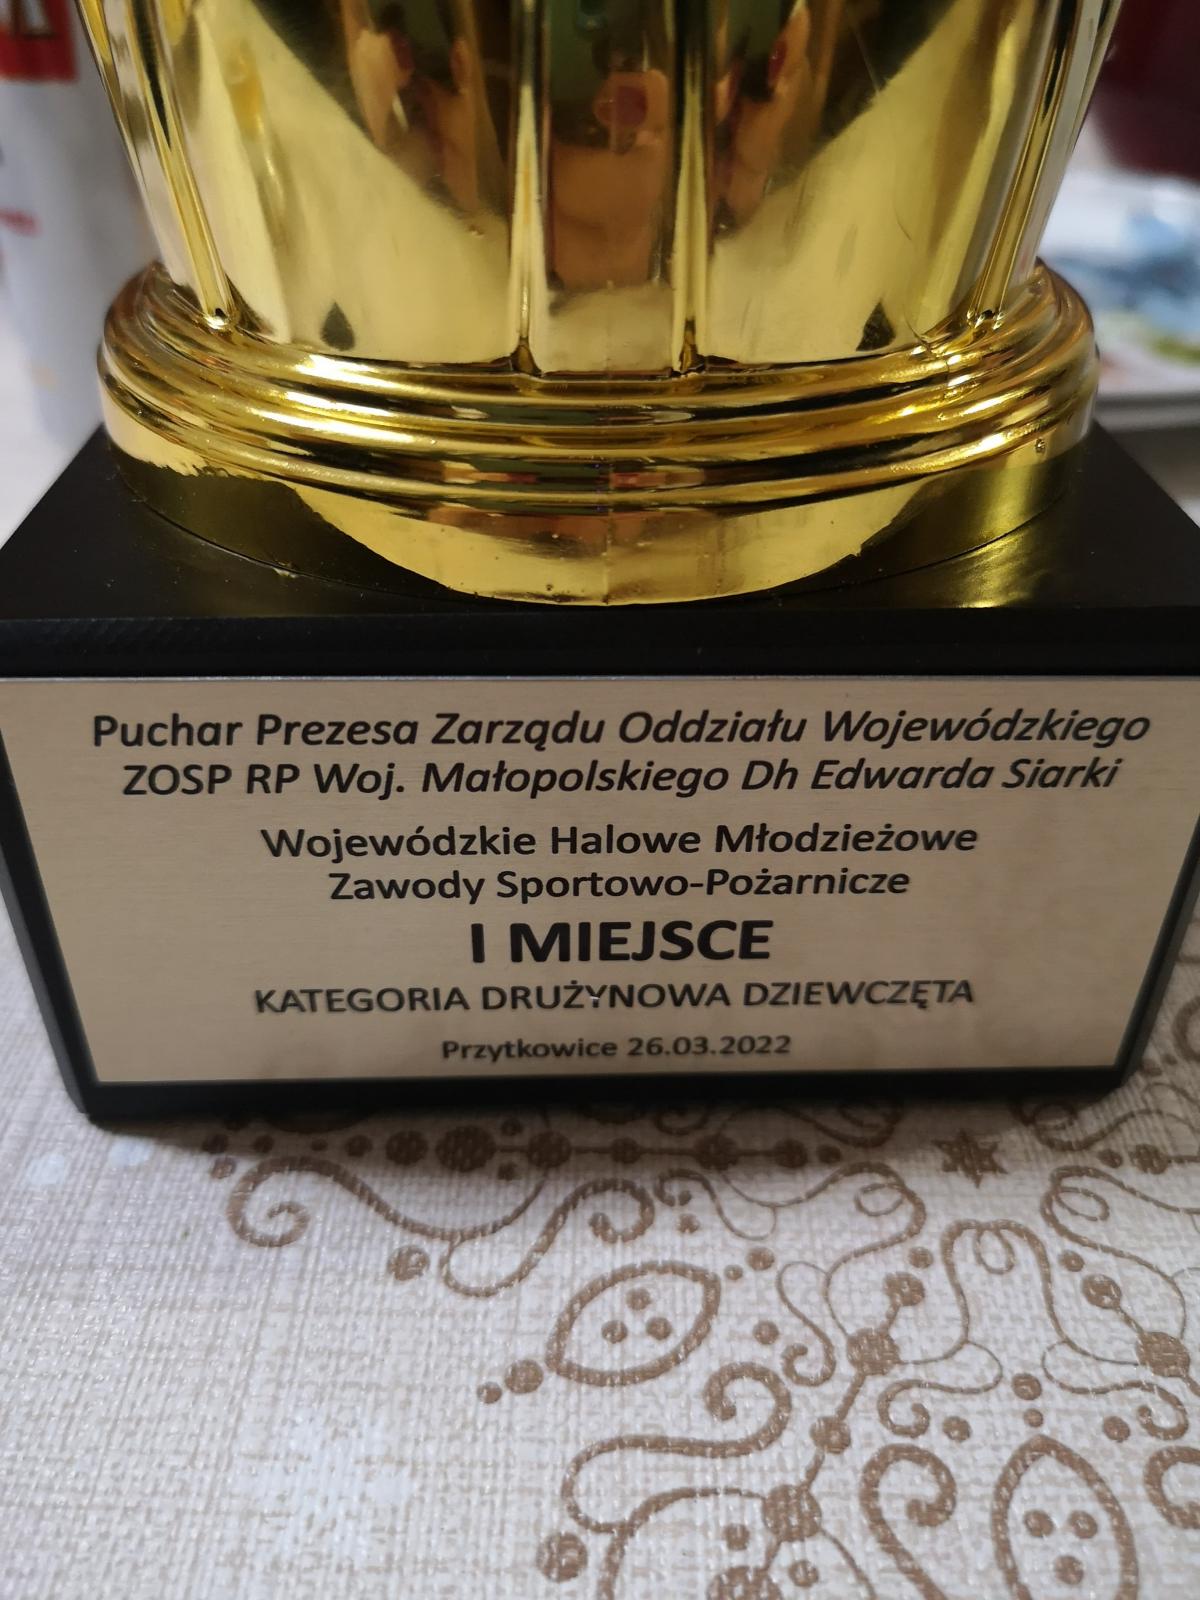 Puchar Prezesa Zarządu Oddziału Wojewódzkiego
ZOSP RP Woj. Małopolskiego Dh Edwarda Siarki
Wojewódzkie Halowe Młodzieżowe
Zawody Sportowo-Pożarnicze
I MIEJSCE
KATEGORIA DRUŻYNOWA DZIEWCZĘTA
Przytkowice 26.03.2022